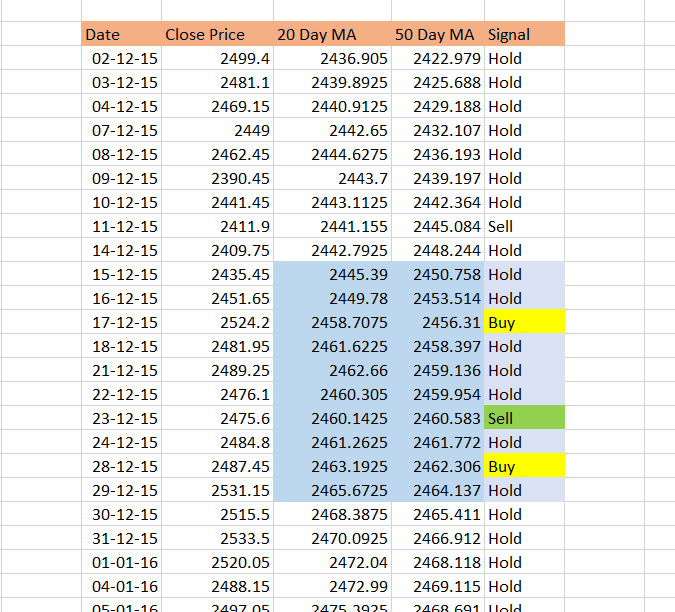 Date Close Price 20 Day MA 50 Day MA Signal
02-12-15 2499.4 2436.905 2422.979 Hold
03-12-15 2481.1 2439.8925 2425.688 Hold
04-12-15 2469.15 2440.9125 2429.188 Hold
07-12-15 2449 2442.65 2432.107 Hold
08-12-15 2462.45 2444.6275 2436.193 Hold
09-12-15 2390.45 2443.7 2439.197 Hold
10-12-15 2441.45 2443.1125 2442.364 Hold
11-12-15 2411.9 2441.155 2445.084 Sell
14-12-15 2409.75 2442.7925 2448.244 Hold
15-12-15 2435.45 2445.39 2450.758 Hold
16-12-15 2451.65 2449.78 2453.514 Hold
17-12-15 2524.2 2458.7075 2456.31 Buy
18-12-15 2481.95 2461.6225 2458.397 Hold
21-12-15 2489.25 2462.66 2459.136 Hold
22-12-15 2476.1 2460.305 2459.954 Hold
23-12-15 2475.6 2460.1425 2460.583 Sell
24-12-15 2484.8 2461.2625 2461.772 Hold
28-12-15 2487.45 2463.1925 2462.306 Buy
29-12-15 2531.15 2465.6725 2464.137 Hold
30-12-15 2515.5 2468.3875 2465.411 Hold
31-12-15 2533.5 2470.0925 2466.912 Hold
01-01-16 2520.05 2472.04 2468.118 Hold
04-01-16 2488.15 2472.99 2469.115 Hold
05-01-16 2497.05 2475.3925 2468.691 Hold